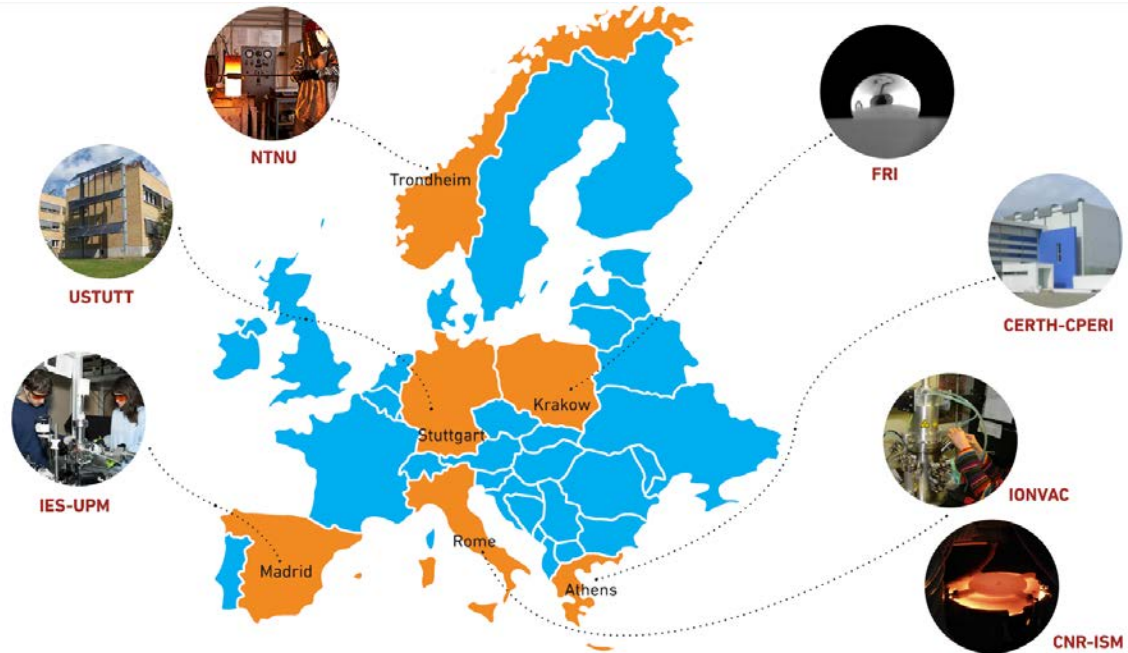 NTNU
FRI
Trondheim
USTUTT
CERTH-CPERI
Krakow
Stuttgart
IES-UPM
IONVAC
Rome
Madrid
Athens
CNR-ISM